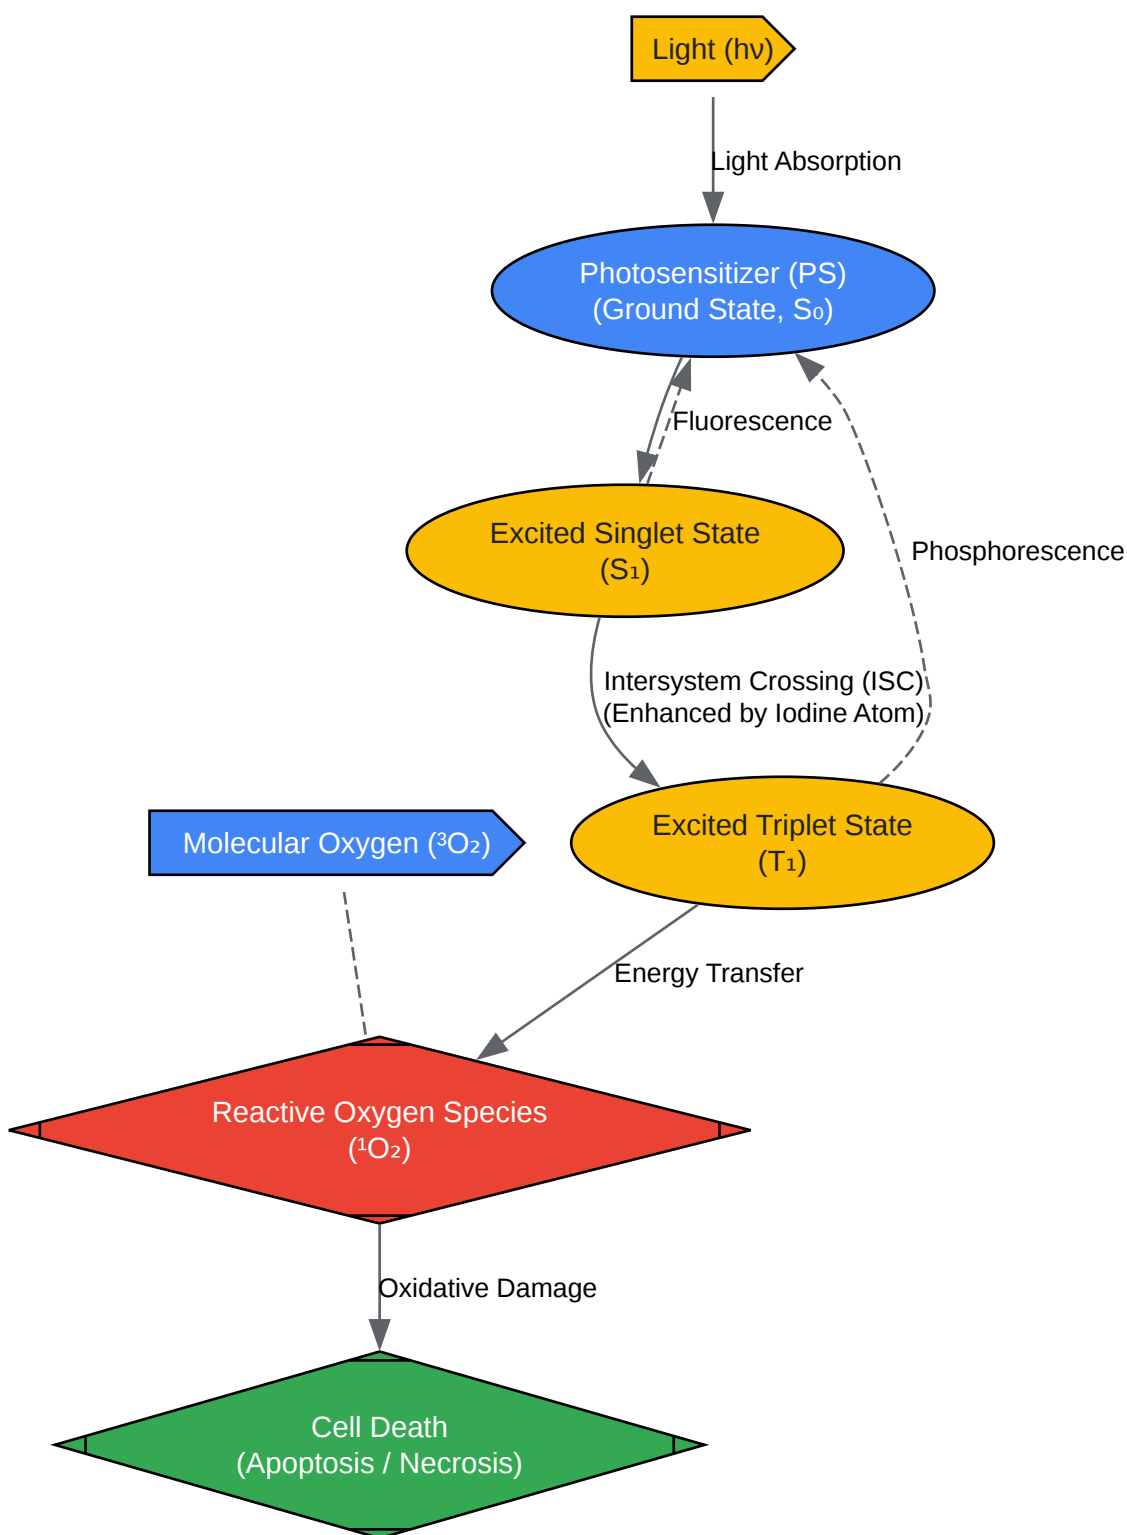 Light (hν)
Light Absorption
Photosensitizer (PS)
(Ground State, S₀)
Fluorescence
Excited Singlet State
(S₁)
Phosphorescence
Intersystem Crossing (ISC)
(Enhanced by Iodine Atom)
Molecular Oxygen (³O₂)
Excited Triplet State
(T₁)
Energy Transfer
Reactive Oxygen Species
(¹O₂)
Oxidative Damage
Cell Death
(Apoptosis / Necrosis)